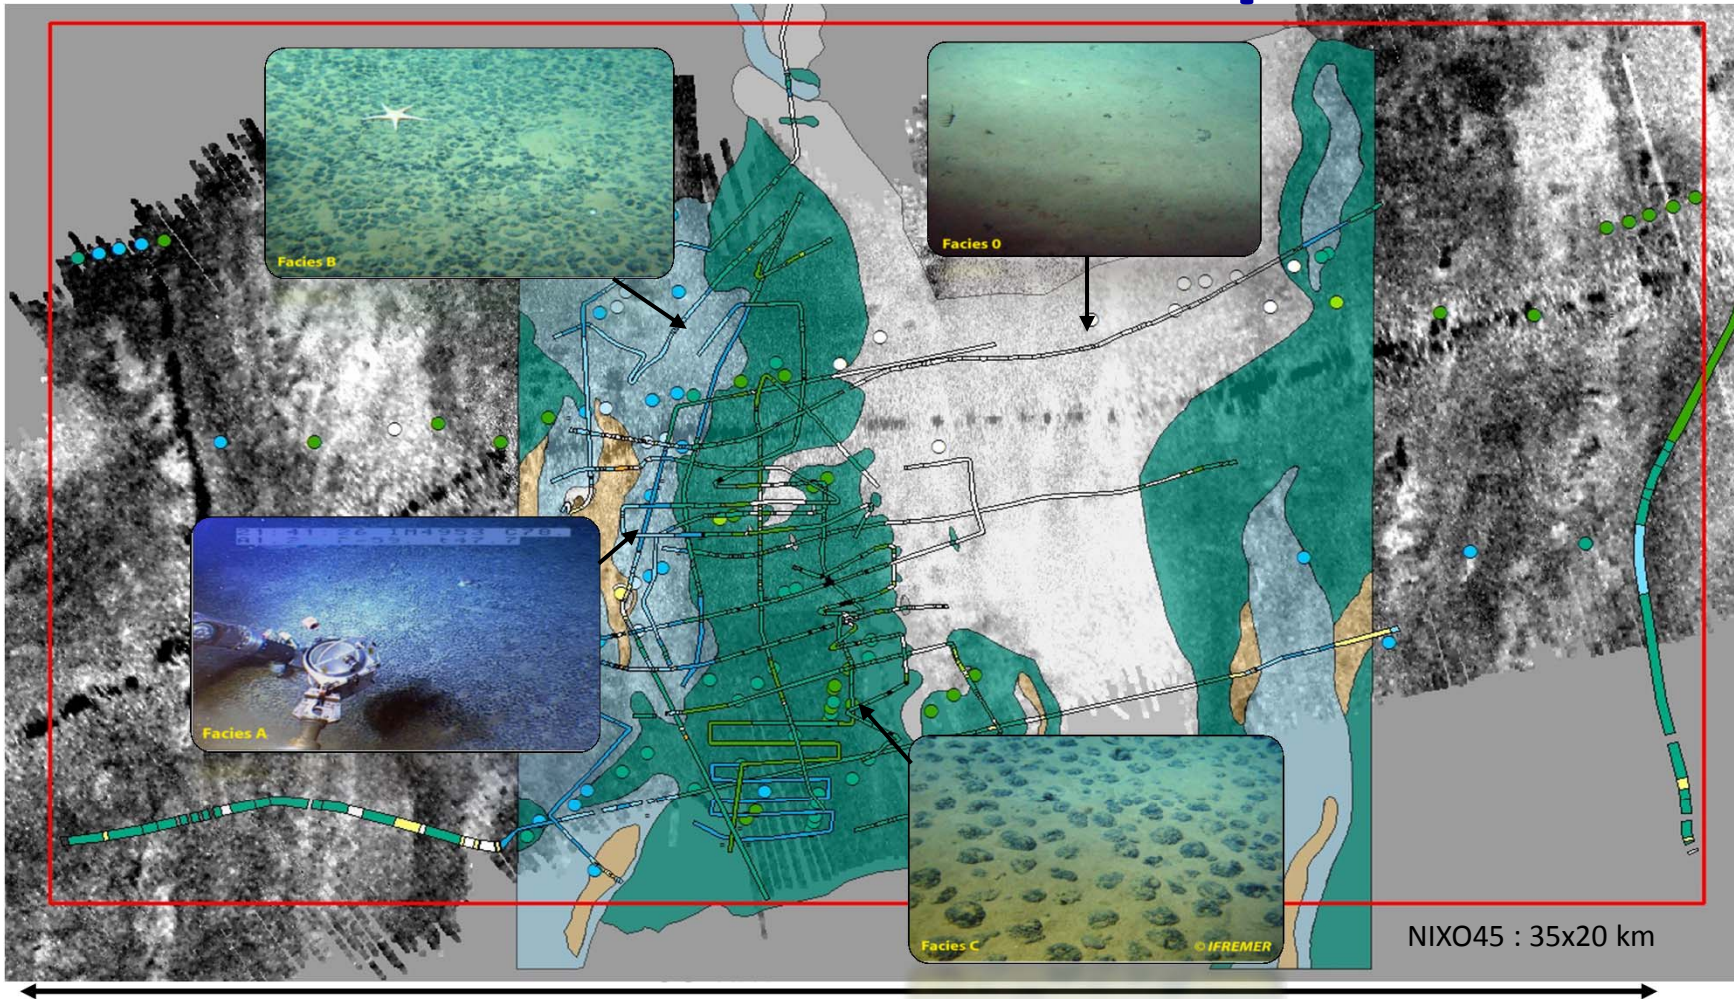 Facies B
Facies 0
Facies A
Facies C
© IFREMER
NIXO45 : 35x20 km